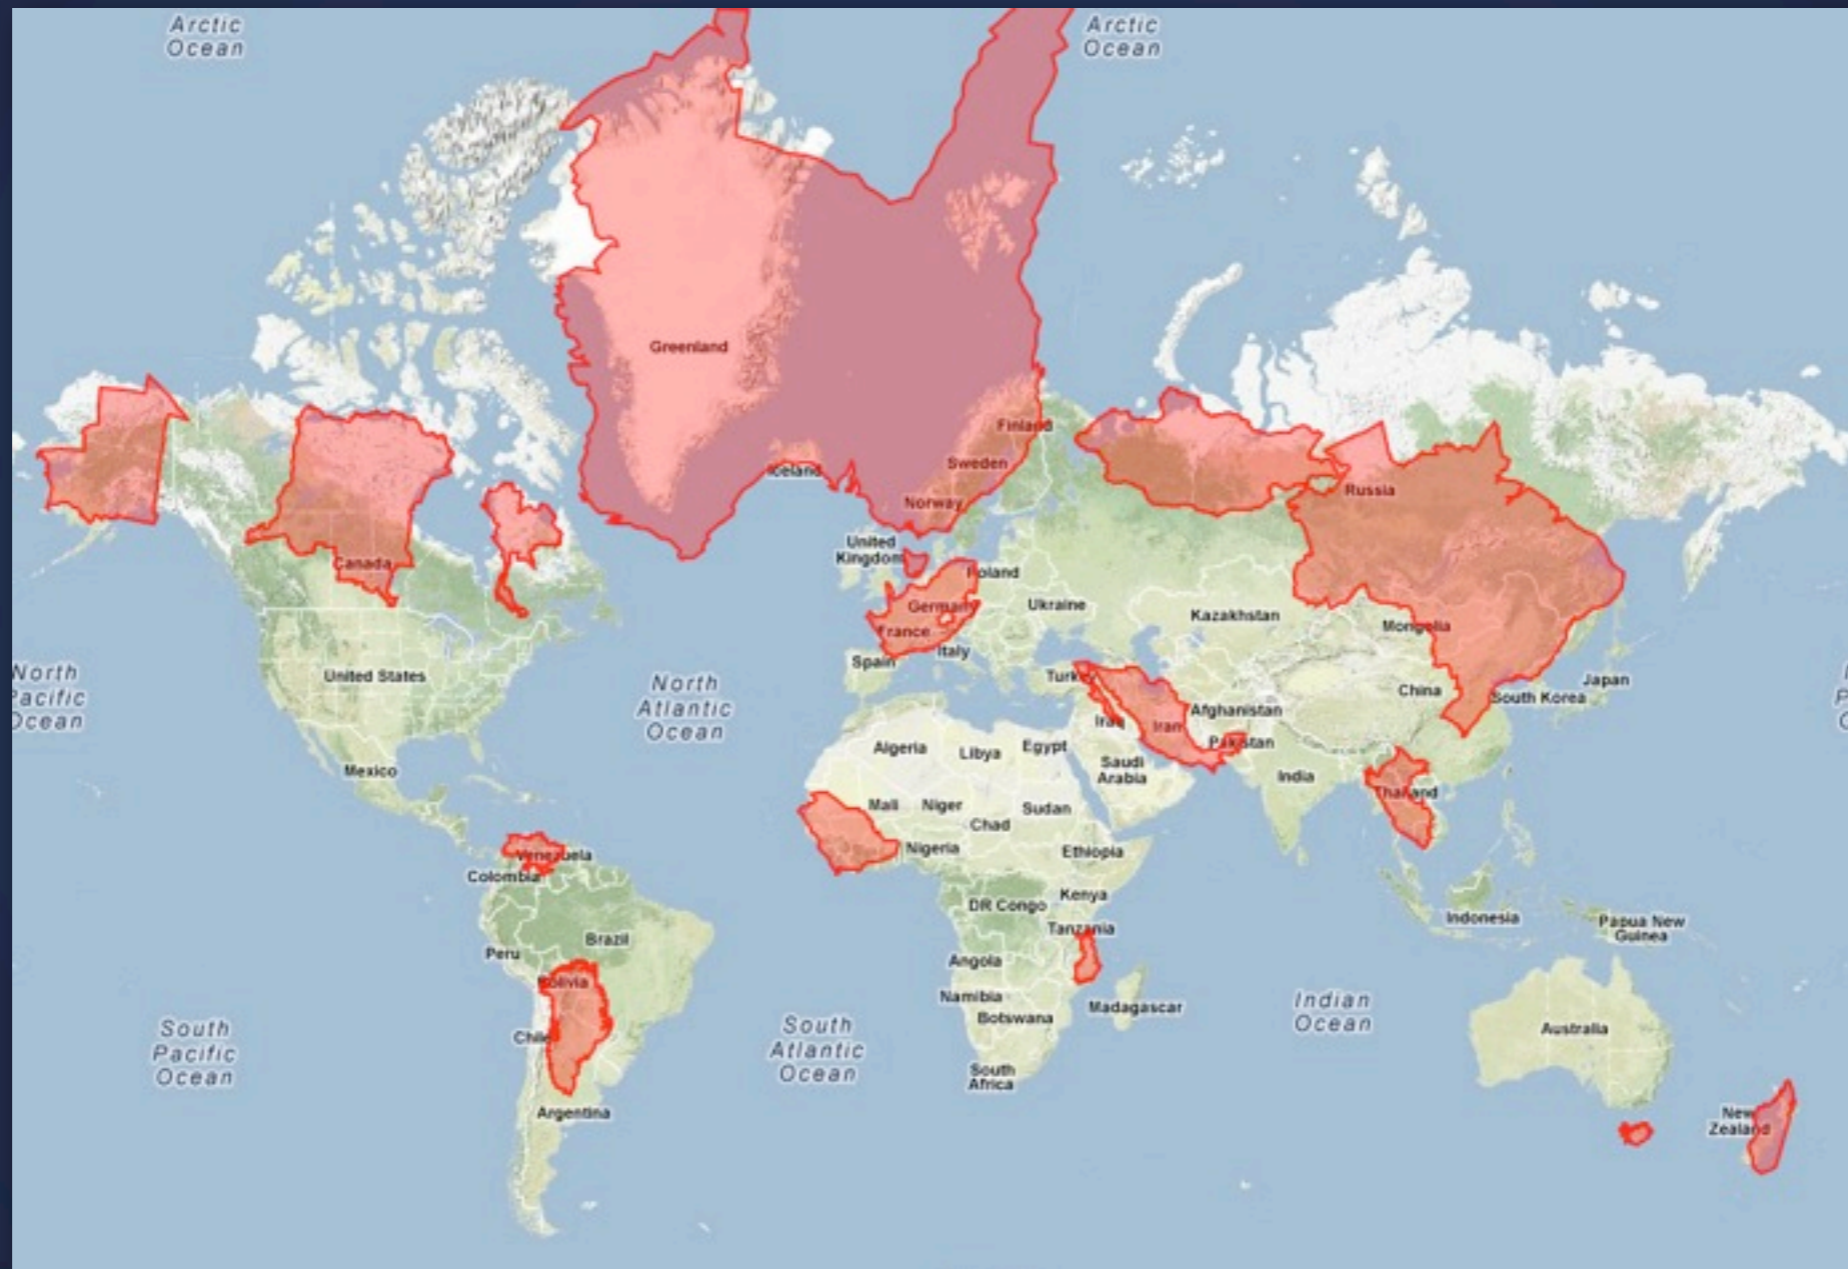 Arctic
Ocean
Arctic
Ocean
Greenland
Finland
Iceland
Sweden
Norway
Russia
United
Kingdom
Canada
Poland
Germany
Ukraine
Kazakhstan
Mongolia
France
Italy
Spain
United States
Turkey
China
Japan
South Korea
North
Pacific
Ocean
North
Atlantic
Ocean
Afghanistan
Iraq
Iran
Pakistan
Algeria
Libya
Egypt
Saudi
Arabia
India
Mexico
Thailand
Mali
Niger
Sudan
Chad
Nigeria
Ethiopia
Venezuela
Colombia
Kenya
DR Congo
Tanzania
Indonesia
Papua New
Guinea
Brazil
Peru
Angola
Bolivia
Namibia
Madagascar
Botswana
Indian
Ocean
Australia
Chile
South
Pacific
Ocean
South
Atlantic
Ocean
South
Africa
Argentina
New
Zealand